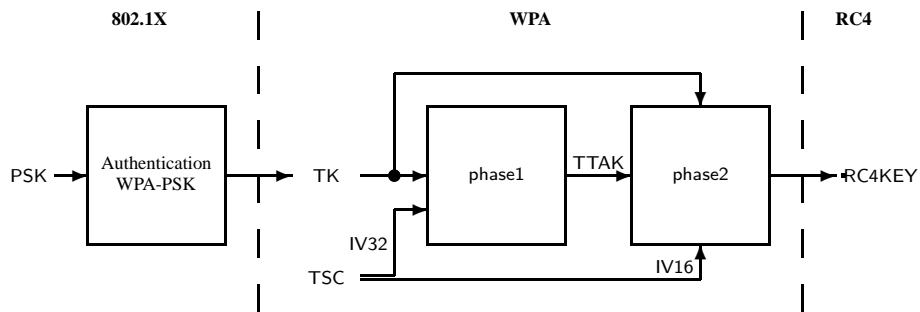 802.1X
WPA
RC4
PSK
Authentication
WPA-PSK
TK
phase1
TTAK
phase2
RC4KEY
IV32
TSC
IV16